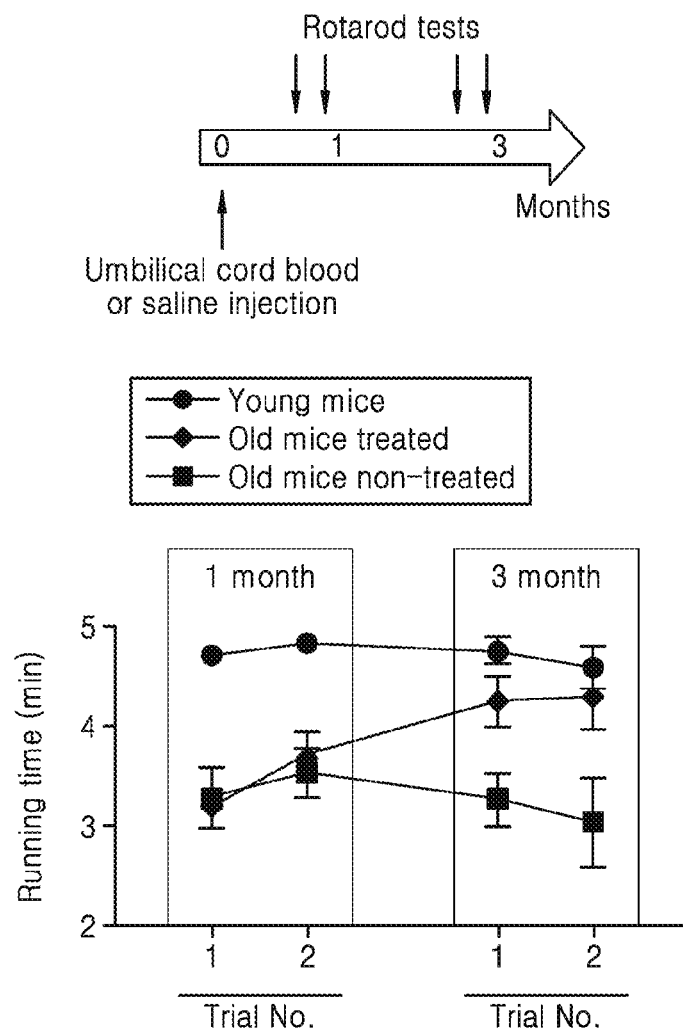 Rotarod tests
0 1 3
Months
Umbilical cord blood
or saline injection
Young mice
Old mice treated
Old mice non-treated
1 month 3 month
Running time (min)
5
4
3
2
1 2 1 2
Trial No. Trial No.